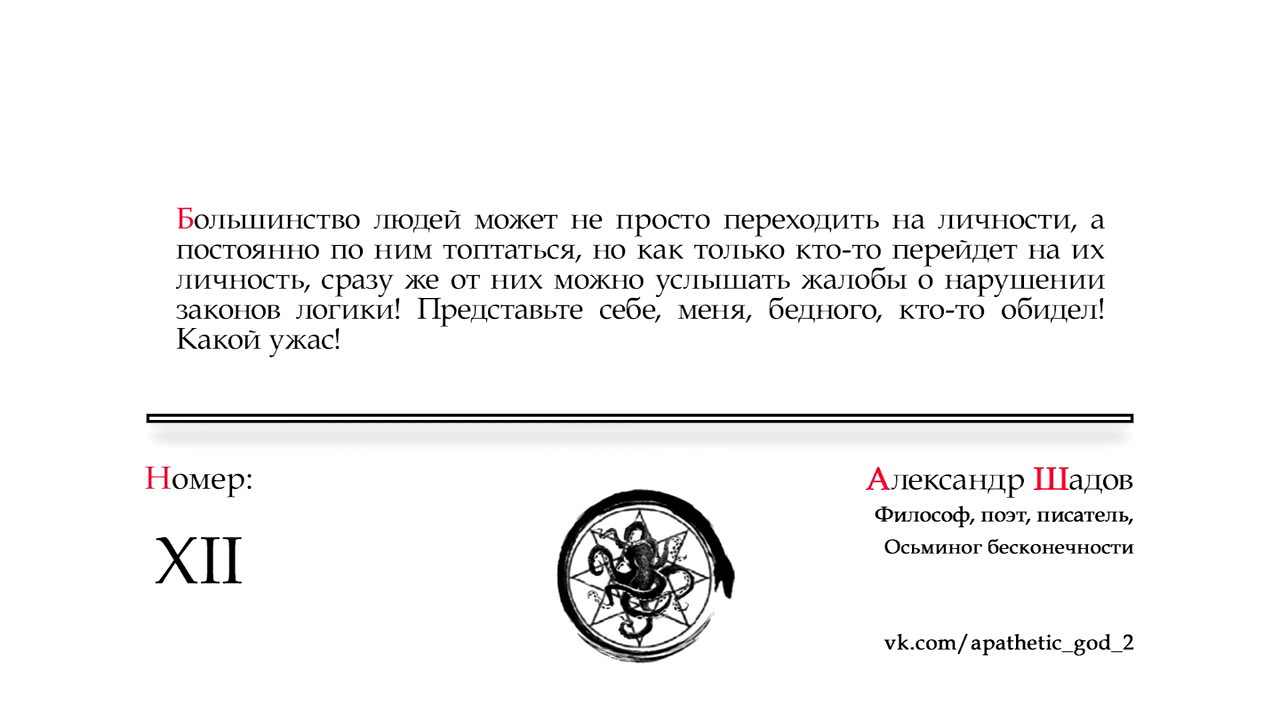 Большинство людей может не просто переходить на личности, а
постоянно по ним топтаться, но как только кто-то перейдет на их
личность, сразу же от них можно услышать жалобы о нарушении
законов логики! Представьте себе, меня, бедного, кто-то обидел!
Какой ужас!
Номер:
XII
Александр Шадов
Философ, поэт, писатель,
Осьминог бесконечности
vk.com/apathetic_god_2